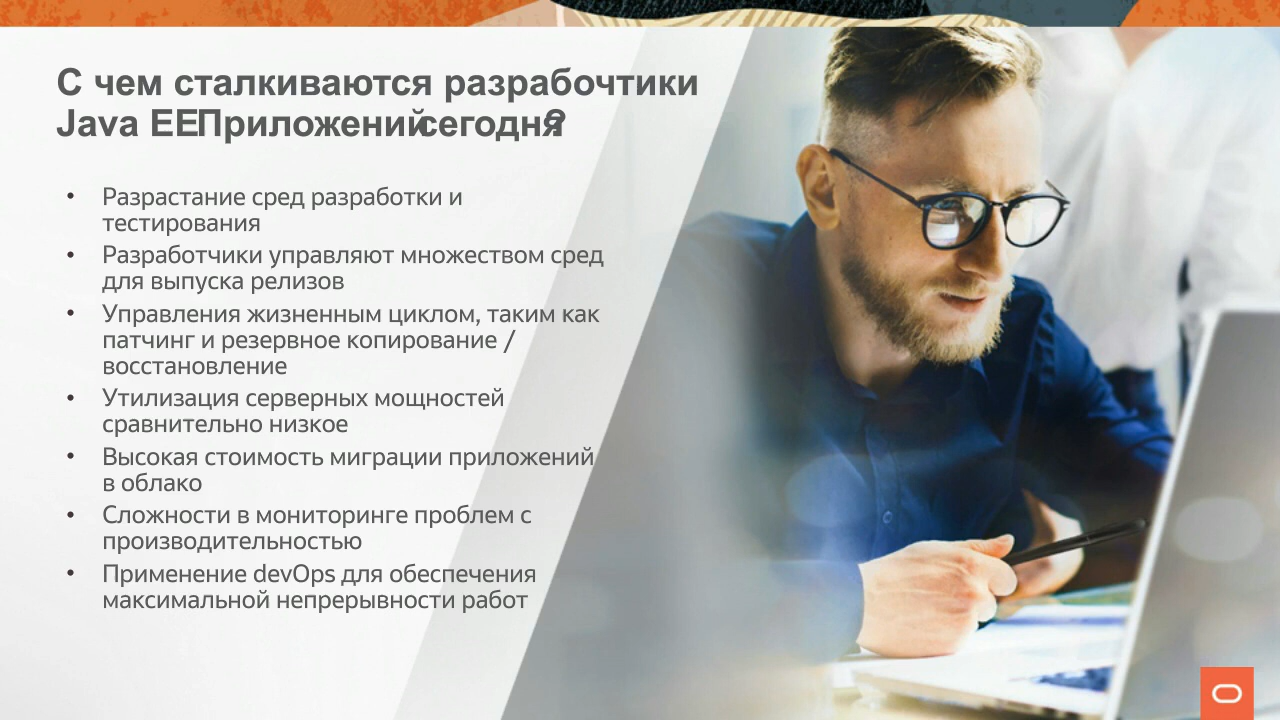 С чем сталкиваются разрабочтики
Java EEПриложенийсегодня?
• Разрастание сред разработки и
тестирования
• Разработчики управляют множеством сред
для выпуска релизов
• Управления жизненным циклом, таким как
патчинг и резервное копирование /
восстановление
• Утилизация серверных мощностей
сравнительно низкое
• Высокая стоимость миграции приложений
в облако
• Сложности в мониторинге проблем с
производительностью
• Применение devOps для обеспечения
максимальной непрерывности работ